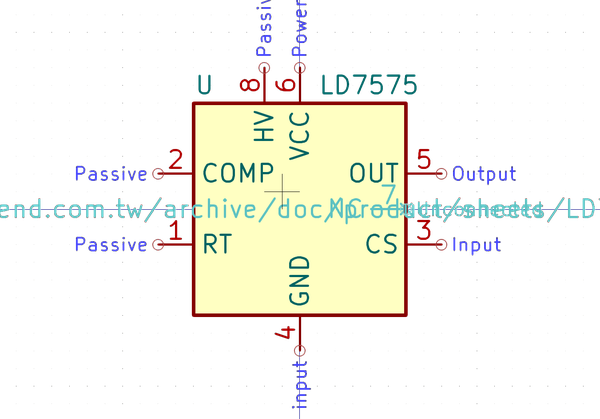 Passive
Power
8
6
U
LD7575
HV
VCC
Passive
2
COMP
OUT
5
Output
7
NC
end.com.tw/archive/doc/product/sheets/LD7
Passive
1
RT
CS
3
Input
GND
4
input